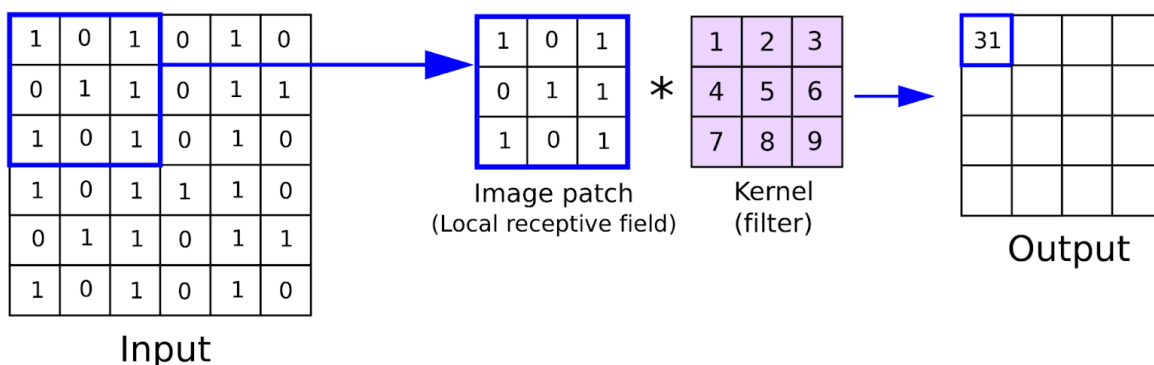 1 0 1 0 1 0
0 1 1 0 1 1
1 0 1 0 1 0
1 0 1 1 1 0
0 1 1 0 1 1
1 0 1 0 1 0
Input
1 0 1
0 1 1
1 0 1
Image patch
(Local receptive field)
*
1 2 3
4 5 6
7 8 9
Kernel
(filter)
31
Output